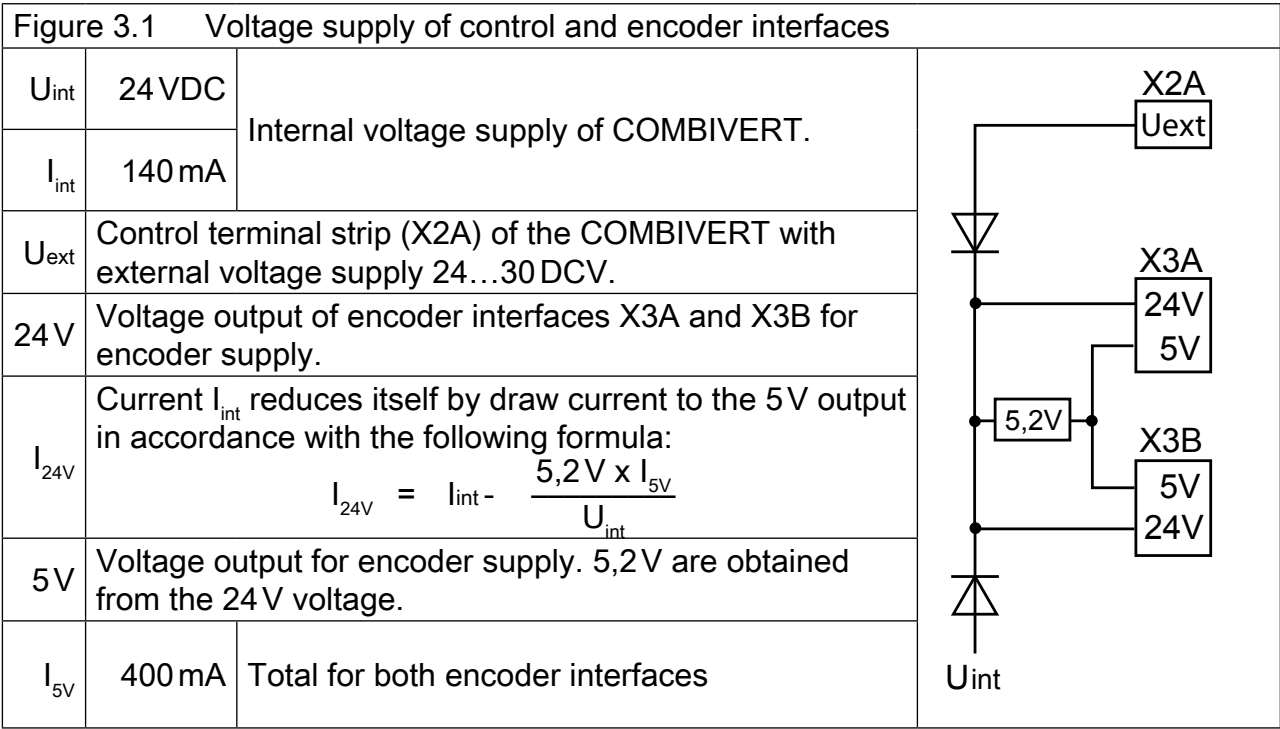 Figure 3.1 Voltage supply of control and encoder interfaces
Uint 24 VDC
Internal voltage supply of COMBIVERT.
Iint 140 mA
Uext Control terminal strip (X2A) of the COMBIVERT with
external voltage supply 24…30 DCV.
24 V Voltage output of encoder interfaces X3A and X3B for
encoder supply.
I24V Current Iint reduces itself by draw current to the 5 V output
in accordance with the following formula:
I24V = Iint - 5,2 V x I5V
Uint
5 V Voltage output for encoder supply. 5,2 V are obtained
from the 24 V voltage.
I5V 400 mA Total for both encoder interfaces
X2A
Uext
X3A
24V
5V
5,2V
X3B
5V
24V
Uint